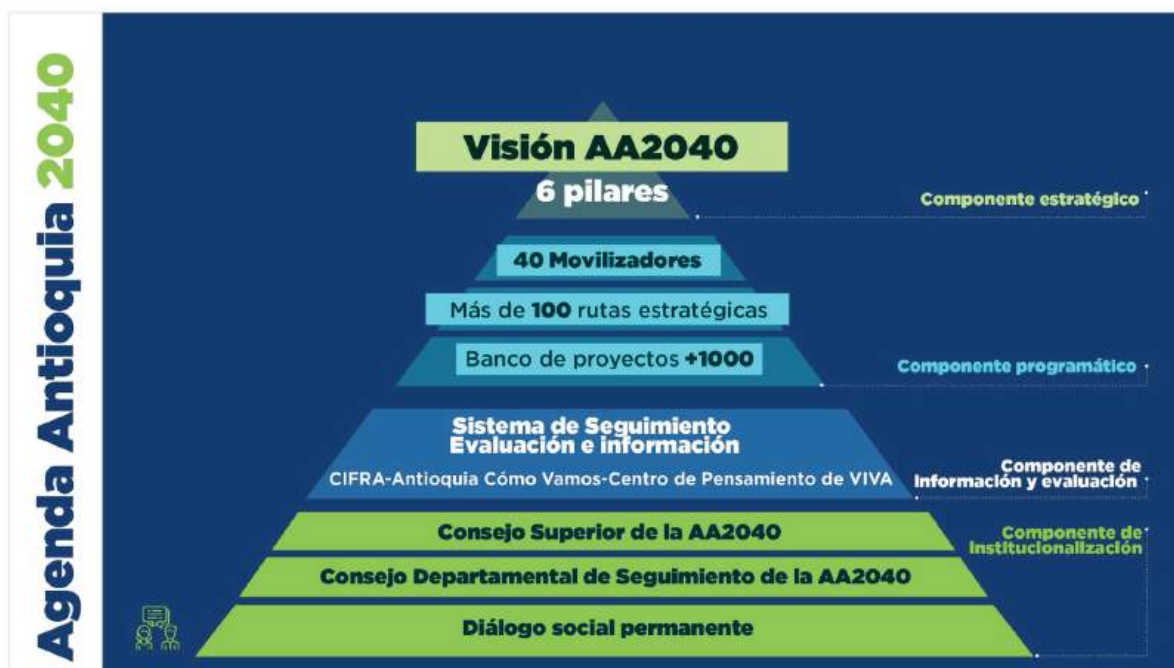 Agenda Antioquia 2040
Visión AA2040
6 pilares
Componente estratégico
40 Movilizadores
Más de 100 rutas estratégicas
Banco de proyectos +1000
Componente programático
Sistema de Seguimiento
Evaluación e información
CIFRA-Antioquia Cómo Vamos-Centro de Pensamiento de VIVA
Componente de
Información y evaluación
Consejo Superior de la AA2040
Componente de
institucionalización
Consejo Departamental de Seguimiento de la AA2040
Diálogo social permanente